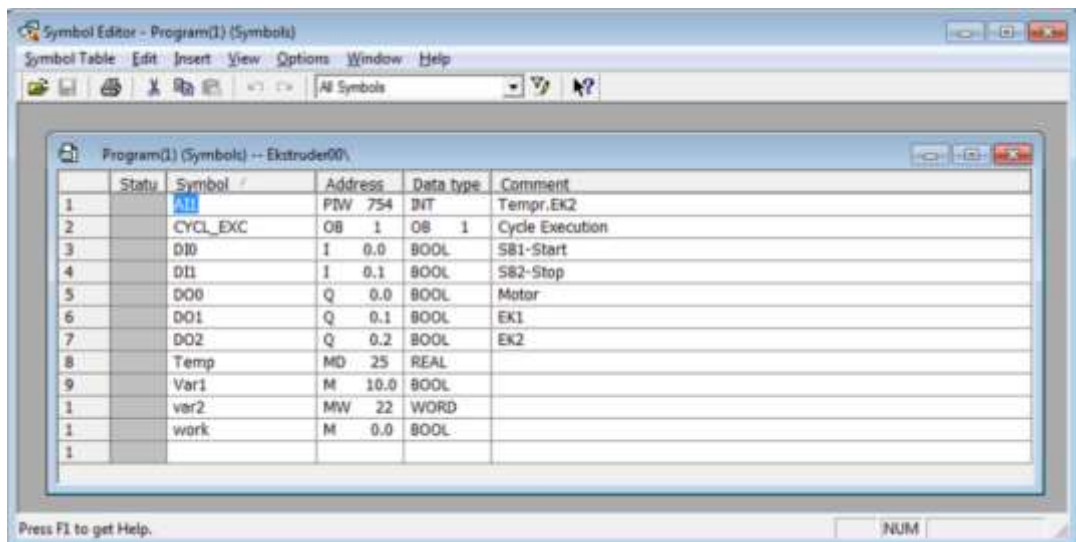 Symbol Editor - Program(1) (Symbols)
Symbol Table Edit Insert View Options Window Help
All Symbols
Program(1) (Symbols) -- Ekstruder00\
Statu Symbol / Address Data type Comment
1 AI1 PIW 754 INT Tempr.EK2
2 CYCL_EXC OB 1 OB 1 Cycle Execution
3 DI0 I 0.0 BOOL SB1-Start
4 DI1 I 0.1 BOOL SB2-Stop
5 DO0 Q 0.0 BOOL Motor
6 DO1 Q 0.1 BOOL EK1
7 DO2 Q 0.2 BOOL EK2
8 Temp MD 25 REAL
9 Var1 M 10.0 BOOL
1 var2 MW 22 WORD
1 work M 0.0 BOOL
1
Press F1 to get Help. NUM